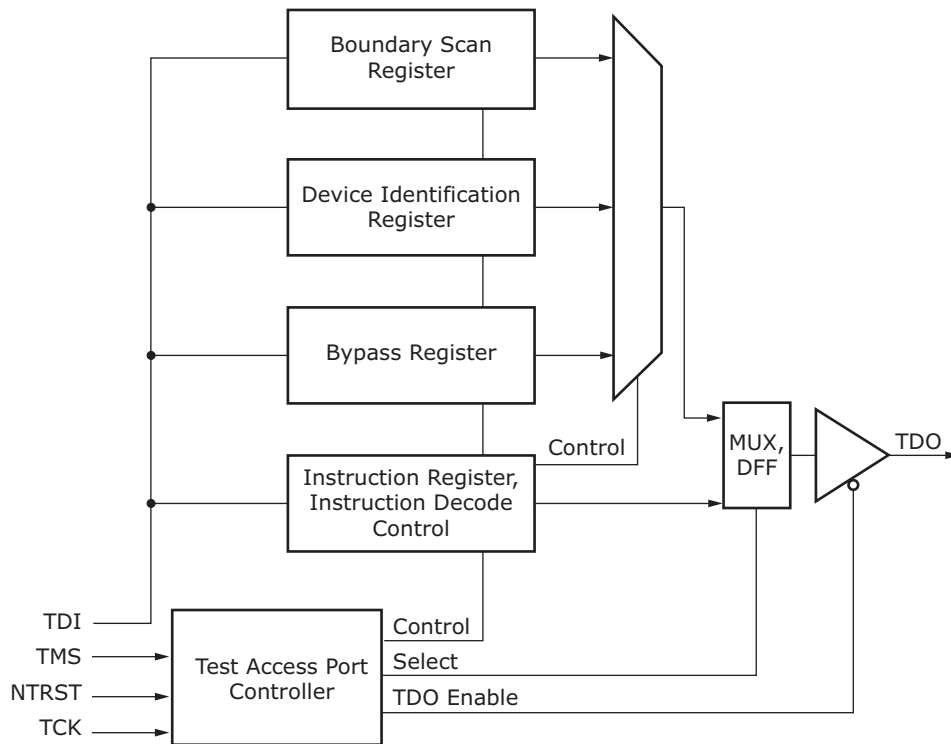 Boundary Scan
Register
Device Identification
Register
Bypass Register
Control
MUX,
DFF
TDO
Instruction Register,
Instruction Decode
Control
TDI
TMS
NTRST
TCK
Test Access Port
Controller
Control
Select
TDO Enable